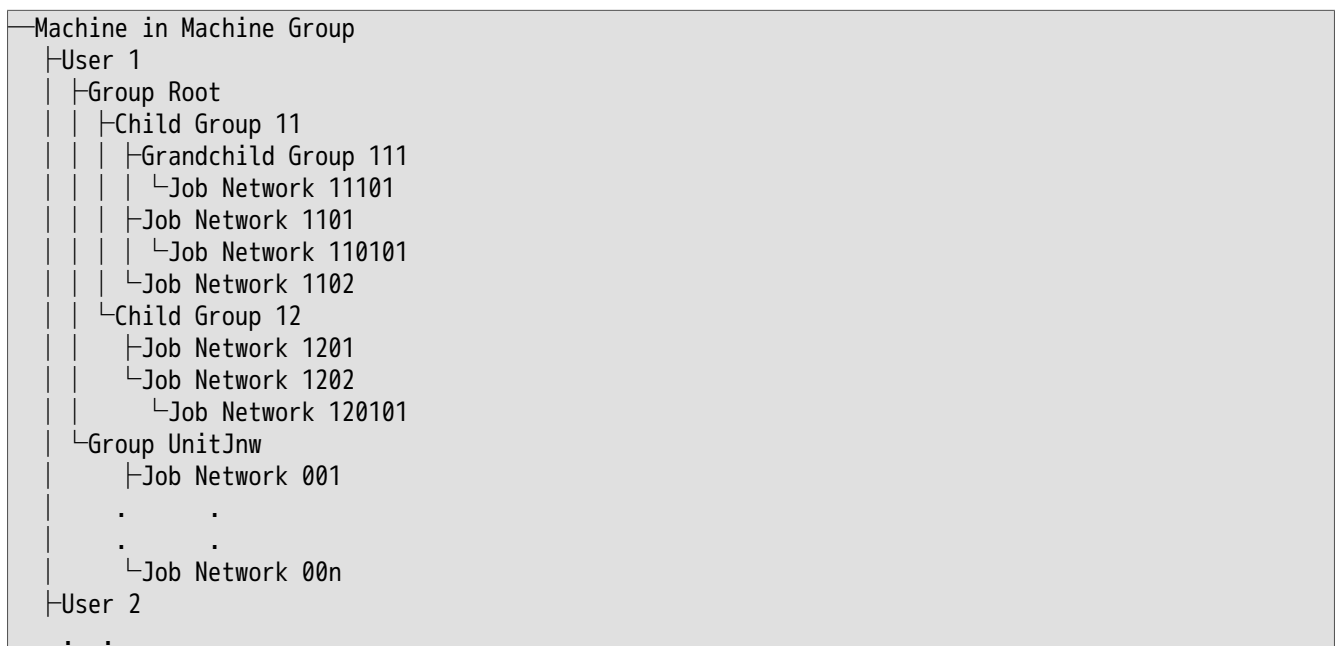 ──Machine in Machine Group
  ├─User 1
  │ ├─Group Root
  │ │ ├─Child Group 11
  │ │ │ ├─Grandchild Group 111
  │ │ │ │ └─Job Network 11101
  │ │ │ ├─Job Network 1101
  │ │ │ │ └─Job Network 110101
  │ │ │ └─Job Network 1102
  │ │ └─Child Group 12
  │ │   ├─Job Network 1201
  │ │   └─Job Network 1202
  │ │     └─Job Network 120101
  │ └─Group UnitJnw
  │     ├─Job Network 001
  │     .      .
  │     .      .
  │     └─Job Network 00n
  ├─User 2
    .  .